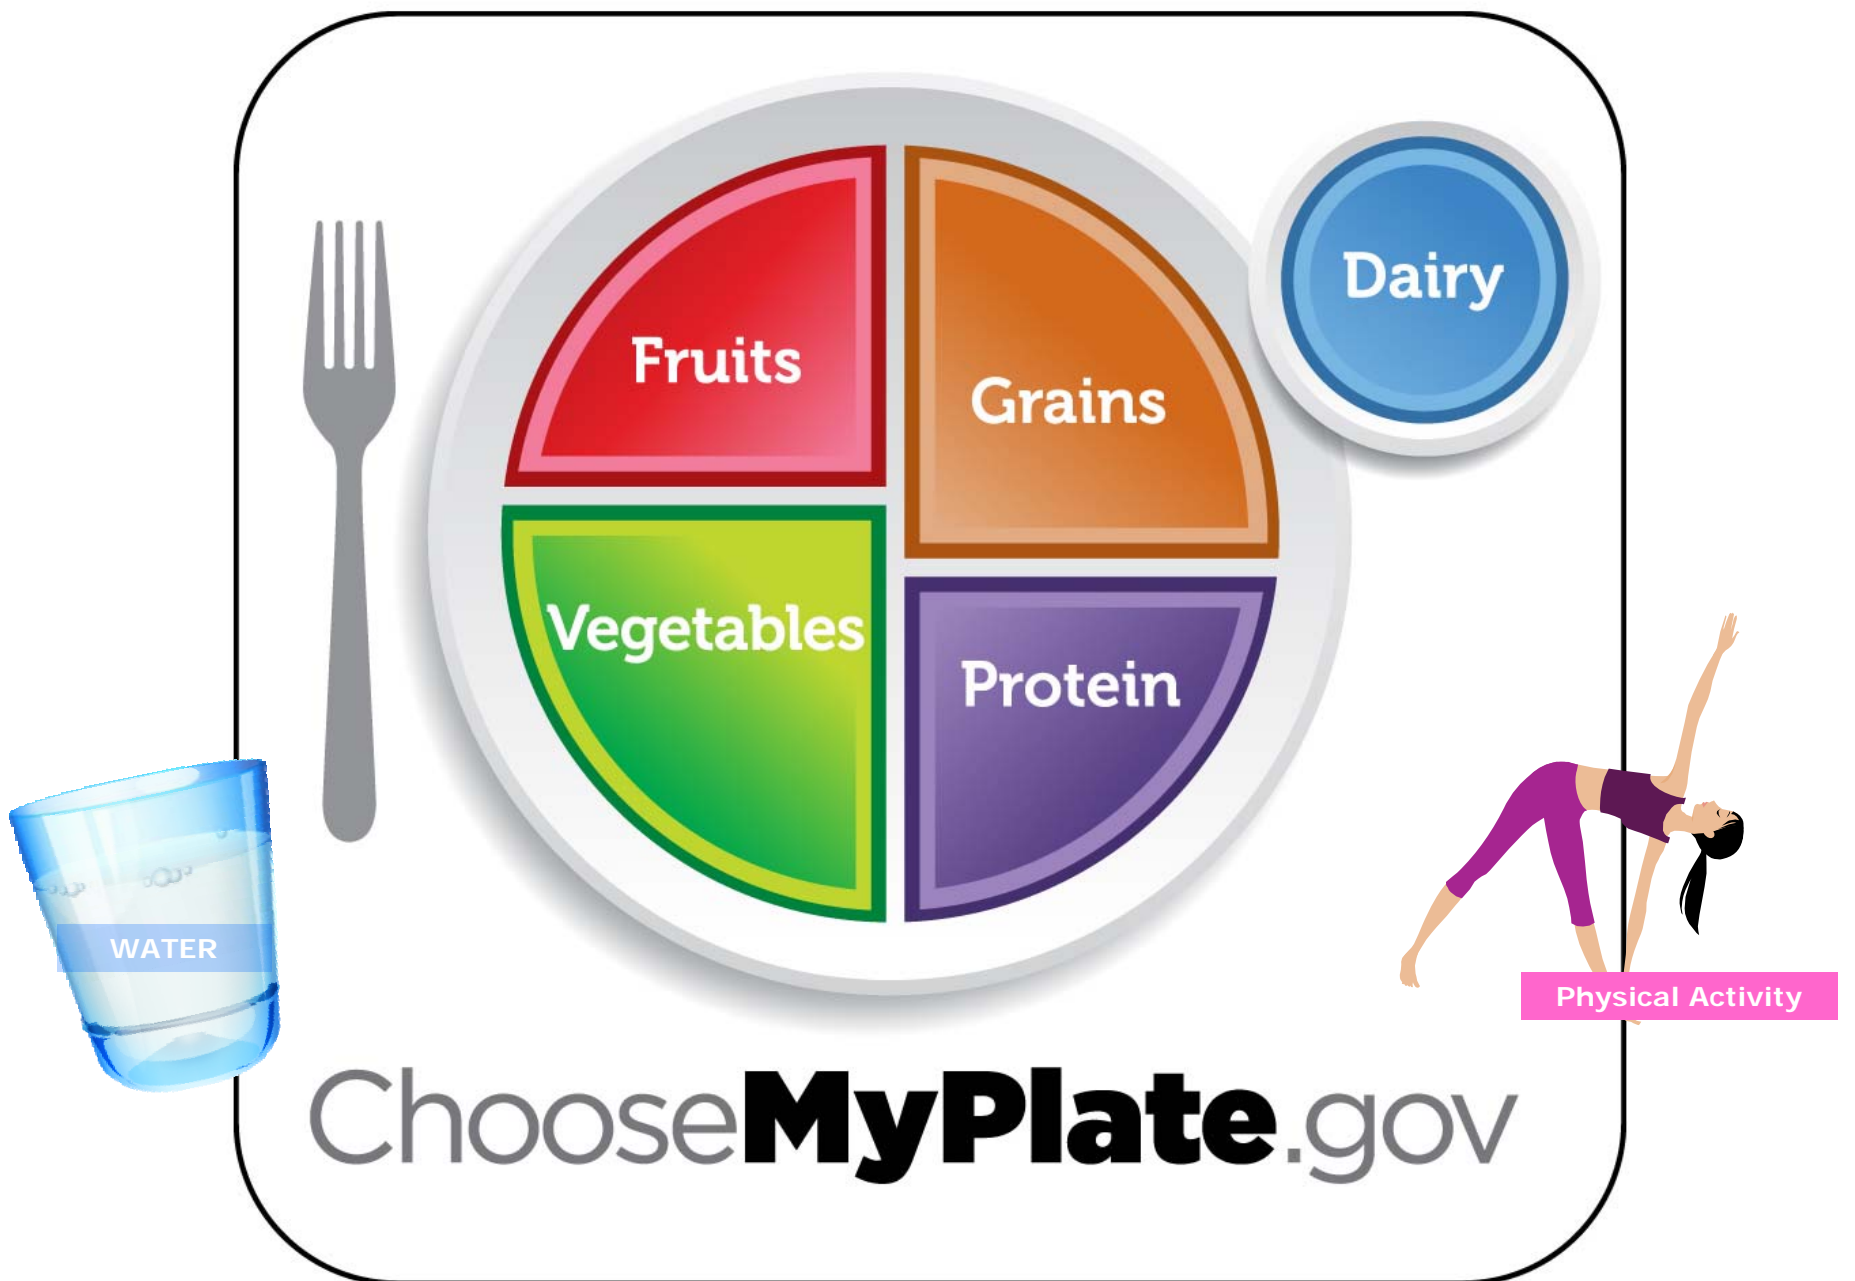 Fruits
Grains
Dairy
Vegetables
Protein
WATER
Physical Activity
ChooseMyPlate.gov